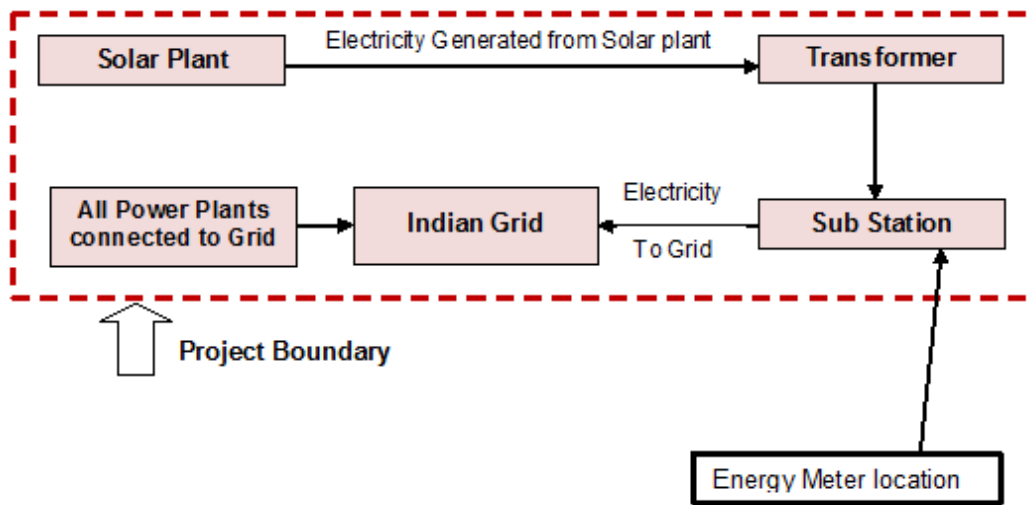 Solar Plant
Electricity Generated from Solar plant
Transformer
All Power Plants
connected to Grid
Indian Grid
Electricity
To Grid
Sub Station
Project Boundary
Energy Meter location